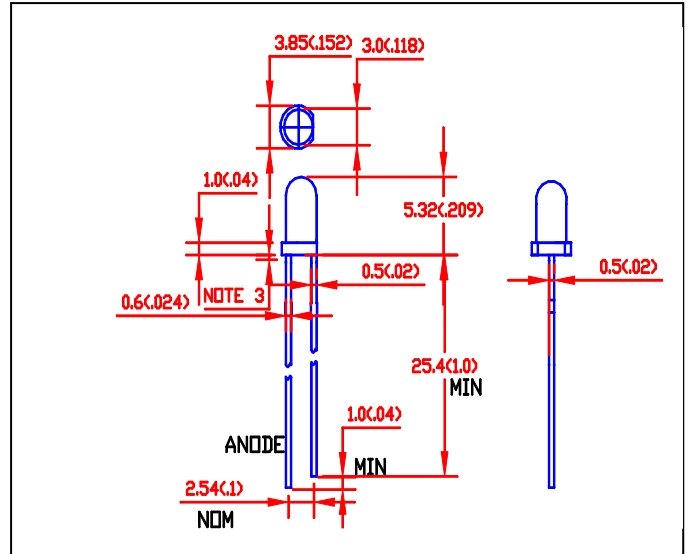 3.85(.152)
3.0(.118)
1.0(.04)
5.32(.209)
0.5(.02)
0.5(.02)
NOTE 3
0.6(.024)
25.4(1.0)
MIN
1.0(.04)
ANODE
MIN
2.54(.1)
NOM